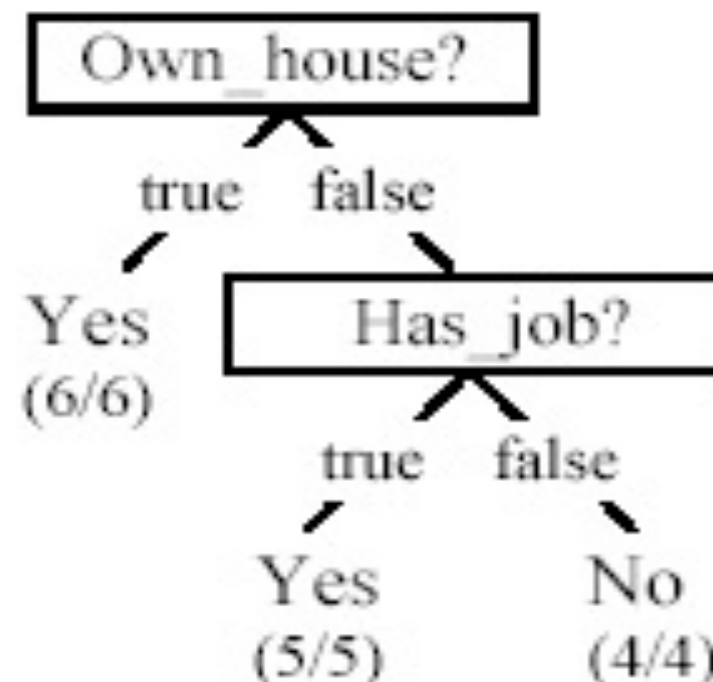 Own_house?
true false
Yes Has_job?
(6/6)
true false
Yes No
(5/5) (4/4)